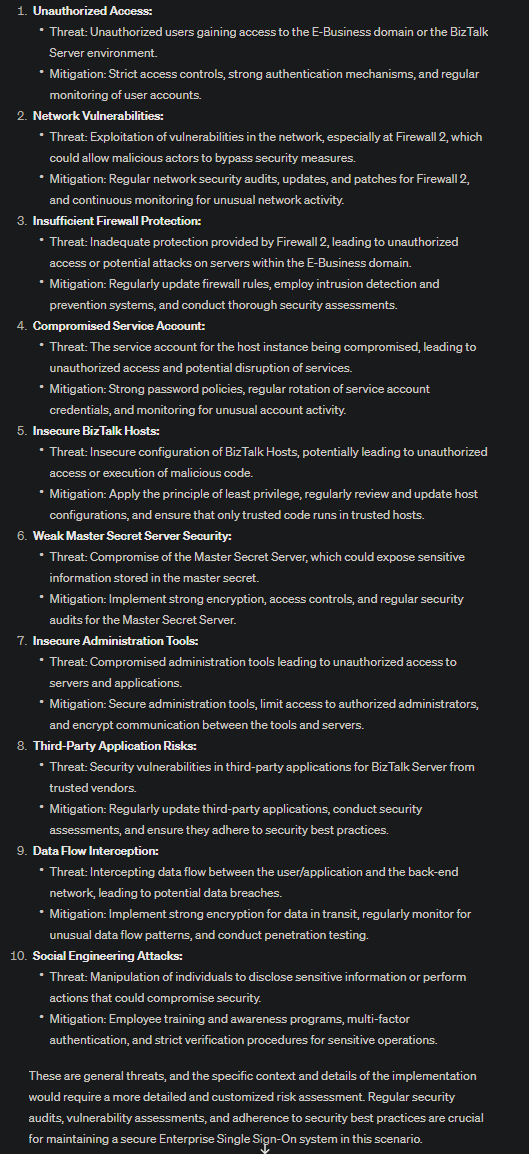 1. Unauthorized Access:
• Threat: Unauthorized users gaining access to the E-Business domain or the BizTalk
Server environment.
• Mitigation: Strict access controls, strong authentication mechanisms, and regular
monitoring of user accounts.
2. Network Vulnerabilities:
• Threat: Exploitation of vulnerabilities in the network, especially at Firewall 2, which
could allow malicious actors to bypass security measures.
• Mitigation: Regular network security audits, updates, and patches for Firewall 2,
and continuous monitoring for unusual network activity.
3. Insufficient Firewall Protection:
• Threat: Inadequate protection provided by Firewall 2, leading to unauthorized
access or potential attacks on servers within the E-Business domain.
• Mitigation: Regularly update firewall rules, employ intrusion detection and
prevention systems, and conduct thorough security assessments.
4. Compromised Service Account:
• Threat: The service account for the host instance being compromised, leading to
unauthorized access and potential disruption of services.
• Mitigation: Strong password policies, regular rotation of service account
credentials, and monitoring for unusual account activity.
5. Insecure BizTalk Hosts:
• Threat: Insecure configuration of BizTalk Hosts, potentially leading to unauthorized
access or execution of malicious code.
• Mitigation: Apply the principle of least privilege, regularly review and update host
configurations, and ensure that only trusted code runs in trusted hosts.
6. Weak Master Secret Server Security:
• Threat: Compromise of the Master Secret Server, which could expose sensitive
information stored in the master secret.
• Mitigation: Implement strong encryption, access controls, and regular security
audits for the Master Secret Server.
7. Insecure Administration Tools:
• Threat: Compromised administration tools leading to unauthorized access to
servers and applications.
• Mitigation: Secure administration tools, limit access to authorized administrators,
and encrypt communication between the tools and servers.
8. Third-Party Application Risks:
• Threat: Security vulnerabilities in third-party applications for BizTalk Server from
trusted vendors.
• Mitigation: Regularly update third-party applications, conduct security
assessments, and ensure they adhere to security best practices.
9. Data Flow Interception:
• Threat: Intercepting data flow between the user/application and the back-end
network, leading to potential data breaches.
• Mitigation: Implement strong encryption for data in transit, regularly monitor for
unusual data flow patterns, and conduct penetration testing.
10. Social Engineering Attacks:
• Threat: Manipulation of individuals to disclose sensitive information or perform
actions that could compromise security.
• Mitigation: Employee training and awareness programs, multi-factor
authentication, and strict verification procedures for sensitive operations.
These are general threats, and the specific context and details of the implementation
would require a more detailed and customized risk assessment. Regular security
audits, vulnerability assessments, and adherence to security best practices are crucial
for maintaining a secure Enterprise Single Sign-On system in this scenario.